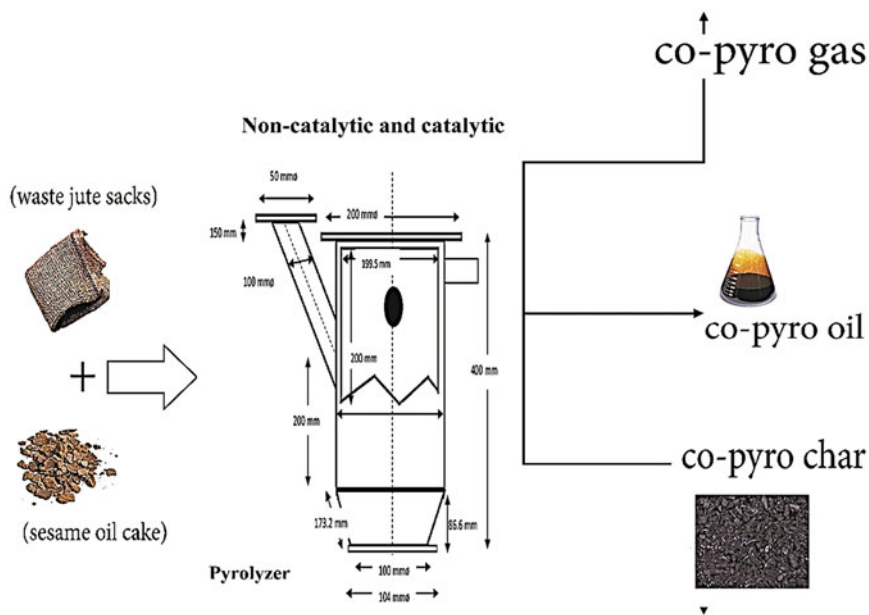 co-pyro gas
Non-catalytic and catalytic
50 mmø
(waste jute sacks)
200 mmø
150 mm
199.5 mm
100 mmø
co-pyro oil
+
200 mm
400 mm
200 mm
co-pyro char
173.2 mm
86.6 mm
(sesame oil cake)
Pyrolyzer
100 mmø
104 mmø